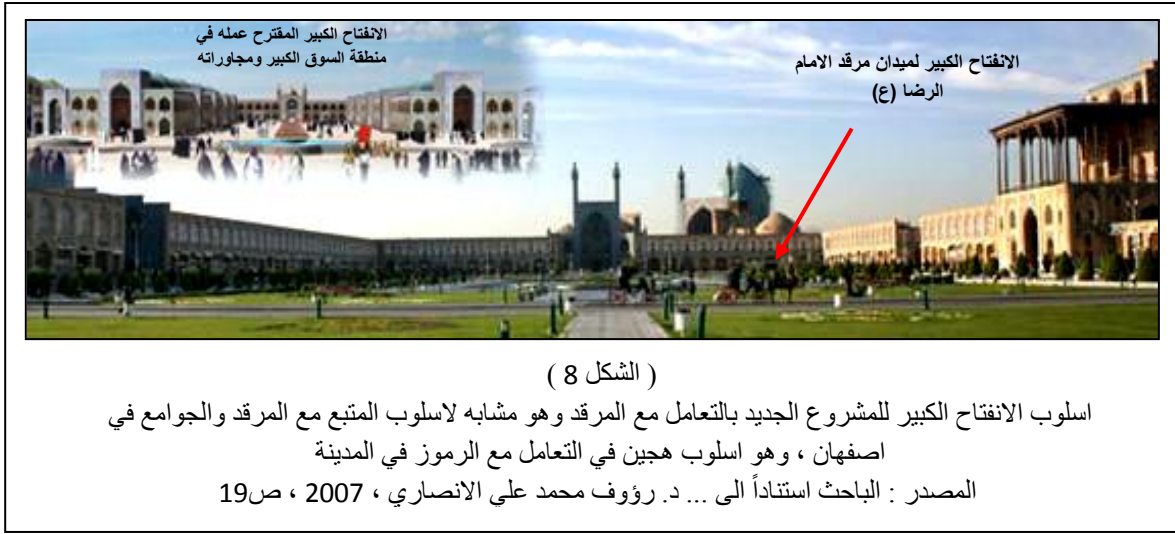 الانفتاح الكبير المقترح عمله في
منطقة السوق الكبير ومجاوراته
الانفتاح الكبير لميدان مرقد الامام
الرضا (ع)
( الشكل 8 )
اسلوب الانفتاح الكبير للمشروع الجديد بالتعامل مع المرقد وهو مشابه لاسلوب المتبع مع المرقد والجوامع في
اصفهان ، وهو اسلوب هجين في التعامل مع الرموز في المدينة
المصدر : الباحث استناداً الى ... د. رؤوف محمد علي الانصاري ، 2007 ، ص19